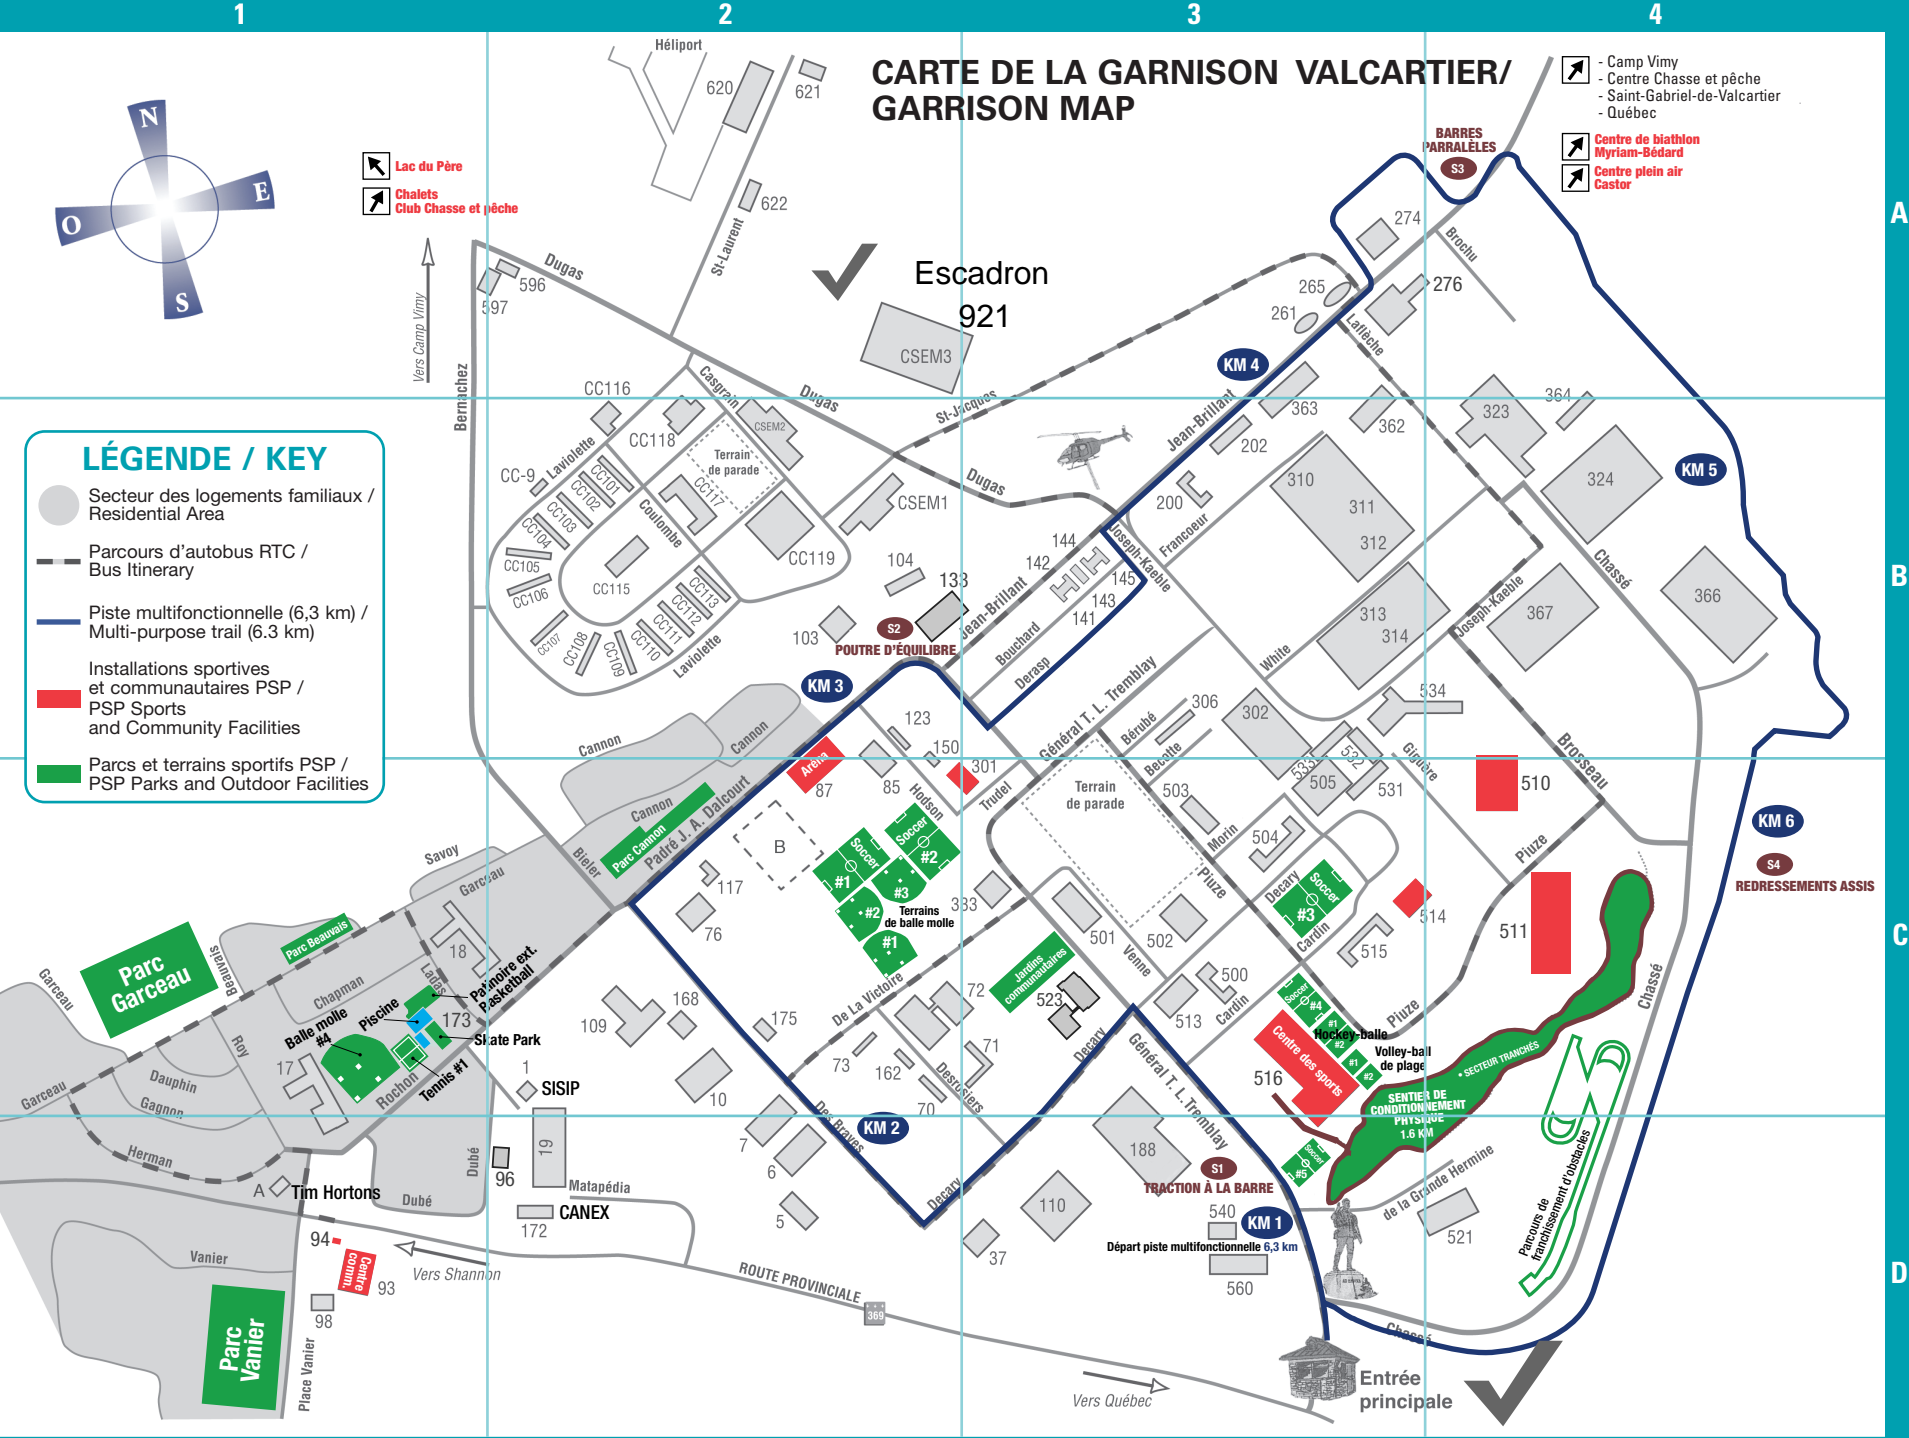 1
2
3
4
A
B
C
D
CARTE DE LA GARNISON VALCARTIER/
GARRISON MAP
N
E
S
O
Lac du Père
Chalets
Club Chasse et pêche
- Camp Vimy
- Centre Chasse et pêche
- Saint-Gabriel-de-Valcartier
- Québec
Centre de biathlon
Myriam-Bédard
Centre plein air
Castor
Héliport
620
621
622
St-Laurent
Escadron
921
CSEM3
BARRES
PARRALÈLES
S3
274
Brochu
276
265
261
Laflèche
KM 4
Vers Camp Vimy
Bernachez
596
597
Dugas
Dugas
Dugas
Casgrain
St-Jacques
Jean-Brillant
363
362
202
364
323
324
KM 5
LÉGENDE / KEY
Secteur des logements familiaux /
Residential Area
Parcours d'autobus RTC /
Bus Itinerary
Piste multifonctionnelle (6,3 km) /
Multi-purpose trail (6.3 km)
Installations sportives
et communautaires PSP /
PSP Sports
and Community Facilities
Parcs et terrains sportifs PSP /
PSP Parks and Outdoor Facilities
CC116
CC118
CSEM2
Terrain
de parade
Laviolette
CC-9
CC101
CC102
CC103
CC104
CC105
CC106
CC107
CC108
CC109
CC110
CC111
CC112
CC113
CC115
CC117
CC119
Coulombe
Laviolette
CSEM1
104
133
103
S2
POUTRE D'ÉQUILIBRE
KM 3
Jean-Brillant
142
144
145
143
141
Joseph-Kaeble
Bouchard
Derasp
200
Francoeur
310
311
312
313
314
White
Joseph-Kaeble
367
366
Chassé
534
Général T. L. Tremblay
Bérubé
306
Becotte
302
533
532
505
531
Giguère
510
Brosseau
KM 6
S4
REDRESSEMENTS ASSIS
Cannon
Cannon
Cannon
Parc Cannon
Padré J. A. Dalcourt
Bieler
Aréna
87
85
123
150
301
Hodson
Trudel
Terrain
de parade
503
504
Morin
Piuze
Decary
Soccer
#3
Cardin
514
515
Piuze
511
B
117
76
Soccer
#1
Soccer
#2
#3
#2
#1
Terrains
de balle molle
333
501
502
Venne
500
513
Cardin
Jardins
communautaires
523
Savoy
Garceau
Parc Beauvais
Beauvais
Parc
Garceau
Garceau
Chapman
18
Ladas
Patinoire ext.
Basketball
173
Piscine
Balle molle
#4
Skate Park
Tennis #1
Rochon
Roy
17
Dauphin
Gagnon
Garceau
Herman
109
168
175
10
De La Victoire
73
162
70
72
71
Desrosiers
Decary
Général T. L. Tremblay
Soccer
#4
#1
Hockey-balle
#2
#1
Volley-ball
de plage
#2
Centre des sports
516
Piuze
• SECTEUR TRANCHÉS
SENTIER DE
CONDITIONNEMENT
PHYSIQUE
1.6 KM
Chassé
1
SISIP
19
96
Dubé
Dubé
A
Tim Hortons
Matapédia
CANEX
172
7
6
5
Des Braves
KM 2
Decary
37
110
188
S1
TRACTION À LA BARRE
540
KM 1
Départ piste multifonctionnelle 6,3 km
560
Soccer
#5
de la Grande Hermine
521
Parcours de
franchissement d'obstacles
94
Centre
comm.
93
98
Vanier
Parc
Vanier
Place Vanier
Vers Shannon
ROUTE PROVINCIALE
369
Vers Québec
Chassé
Entrée
principale